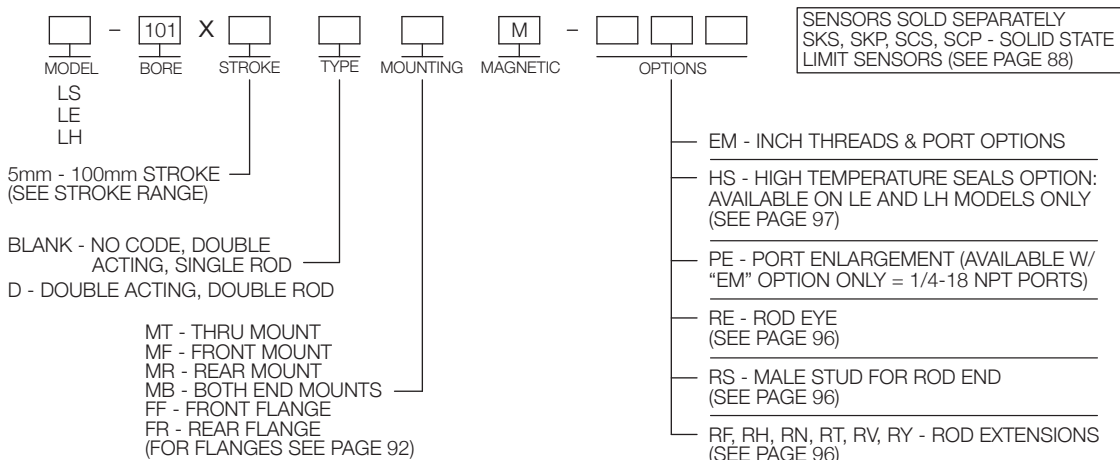 – 101 X M –
MODEL BORE STROKE TYPE MOUNTING MAGNETIC OPTIONS
SENSORS SOLD SEPARATELY
SKS, SKP, SCS, SCP - SOLID STATE
LIMIT SENSORS (SEE PAGE 88)
LS
LE
LH
5mm - 100mm STROKE
(SEE STROKE RANGE)
BLANK - NO CODE, DOUBLE
ACTING, SINGLE ROD
D - DOUBLE ACTING, DOUBLE ROD
MT - THRU MOUNT
MF - FRONT MOUNT
MR - REAR MOUNT
MB - BOTH END MOUNTS
FF - FRONT FLANGE
FR - REAR FLANGE
(FOR FLANGES SEE PAGE 92)
EM - INCH THREADS & PORT OPTIONS
HS - HIGH TEMPERATURE SEALS OPTION:
AVAILABLE ON LE AND LH MODELS ONLY
(SEE PAGE 97)
PE - PORT ENLARGEMENT (AVAILABLE W/
“EM” OPTION ONLY = 1/4-18 NPT PORTS)
RE - ROD EYE
(SEE PAGE 96)
RS - MALE STUD FOR ROD END
(SEE PAGE 96)
RF, RH, RN, RT, RV, RY - ROD EXTENSIONS
(SEE PAGE 96)